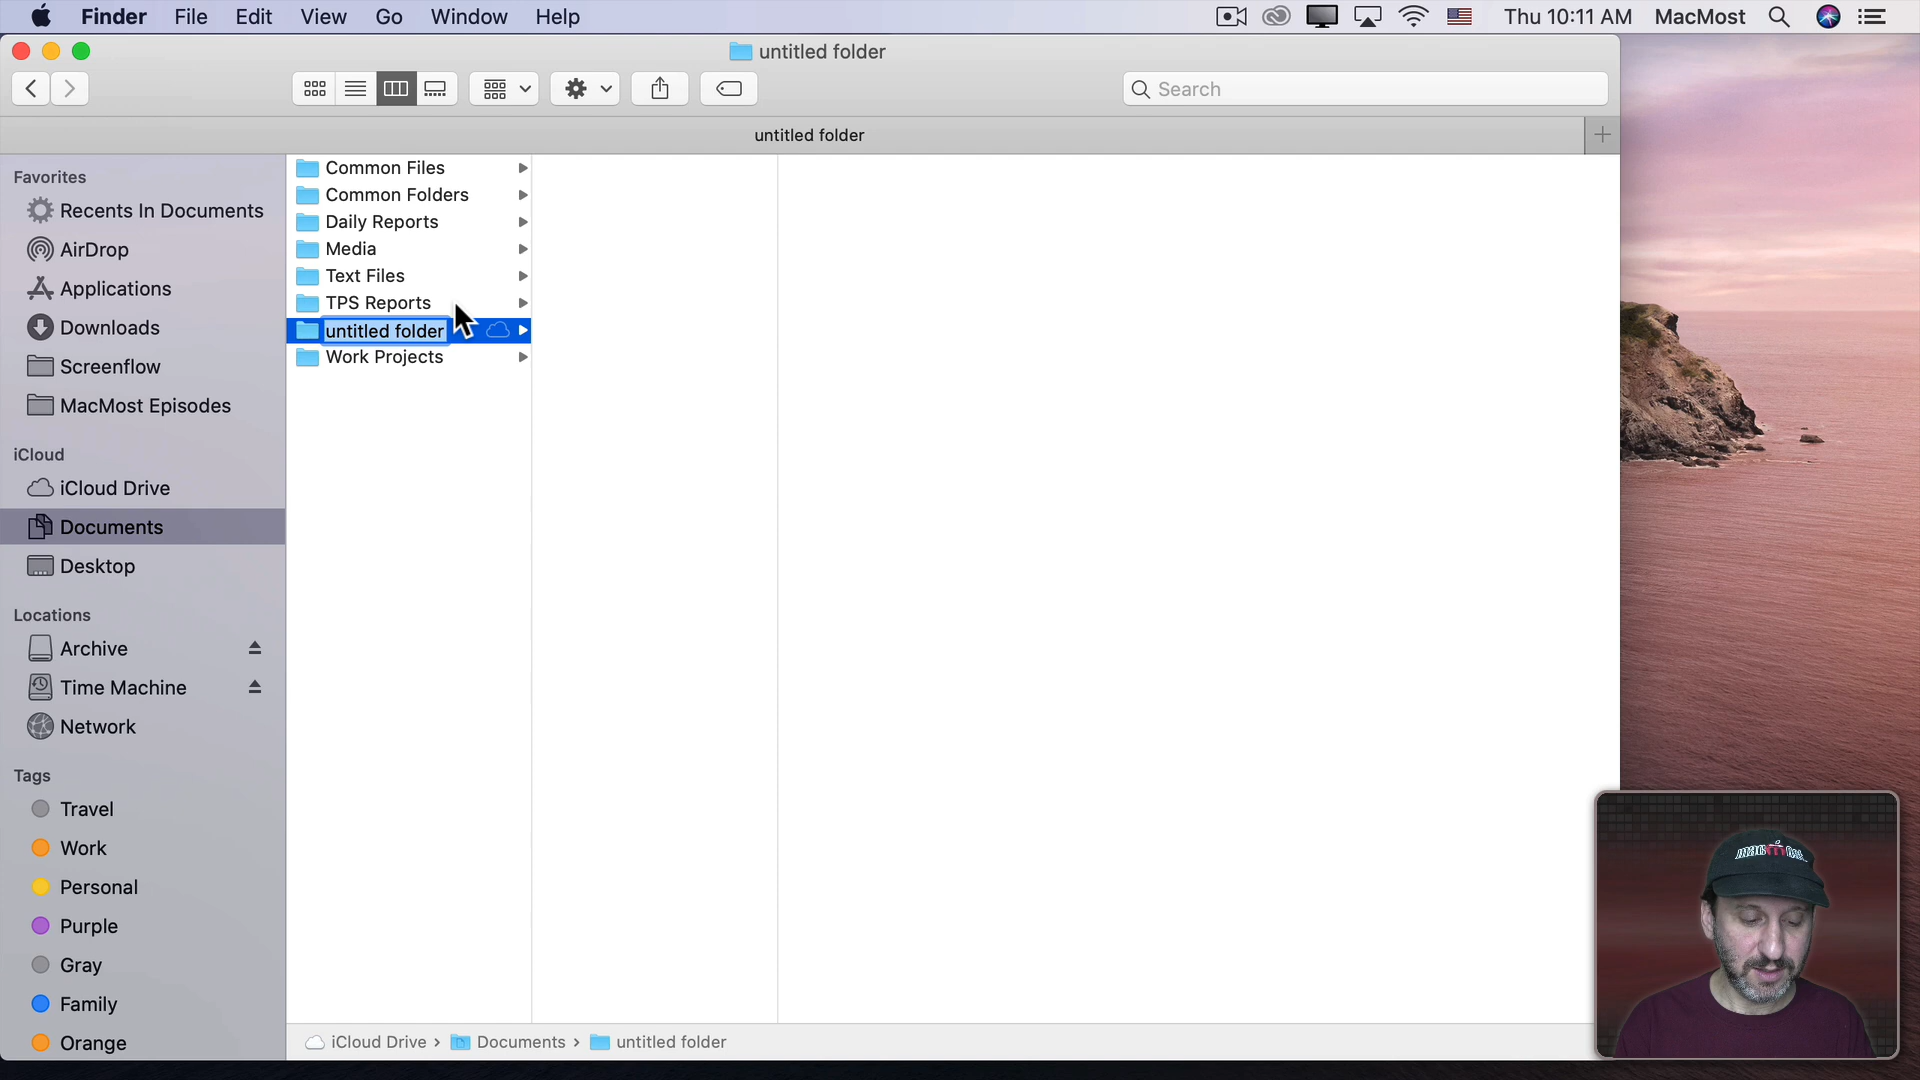 Finder File Edit View Go Window Help Thu 10:11 AM MacMost
untitled folder
Search
untitled folder
Favorites
Recents In Documents
AirDrop
Applications
Downloads
Screenflow
MacMost Episodes
iCloud
iCloud Drive
Documents
Desktop
Locations
Archive
Time Machine
Network
Tags
Travel
Work
Personal
Purple
Gray
Family
Orange
Common Files
Common Folders
Daily Reports
Media
Text Files
TPS Reports
untitled folder
Work Projects
iCloud Drive › Documents › untitled folder